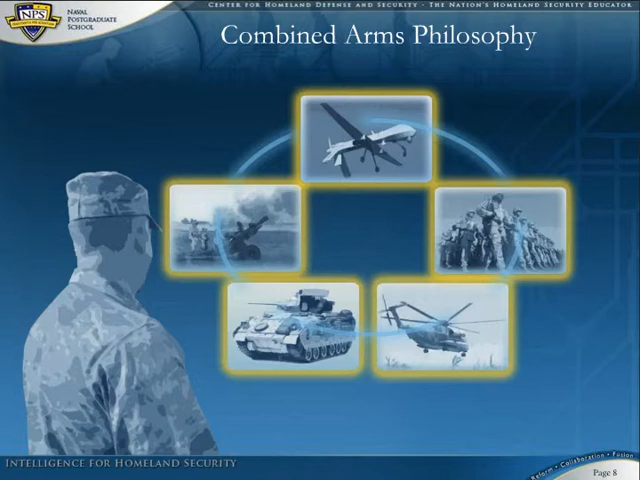 Center for Homeland Defense and Security - The Nation's Homeland Security Educator
NPS
Naval
Postgraduate
School
Combined Arms Philosophy
Intelligence for Homeland Security
Reform • Collaboration • Fusion
Page 8